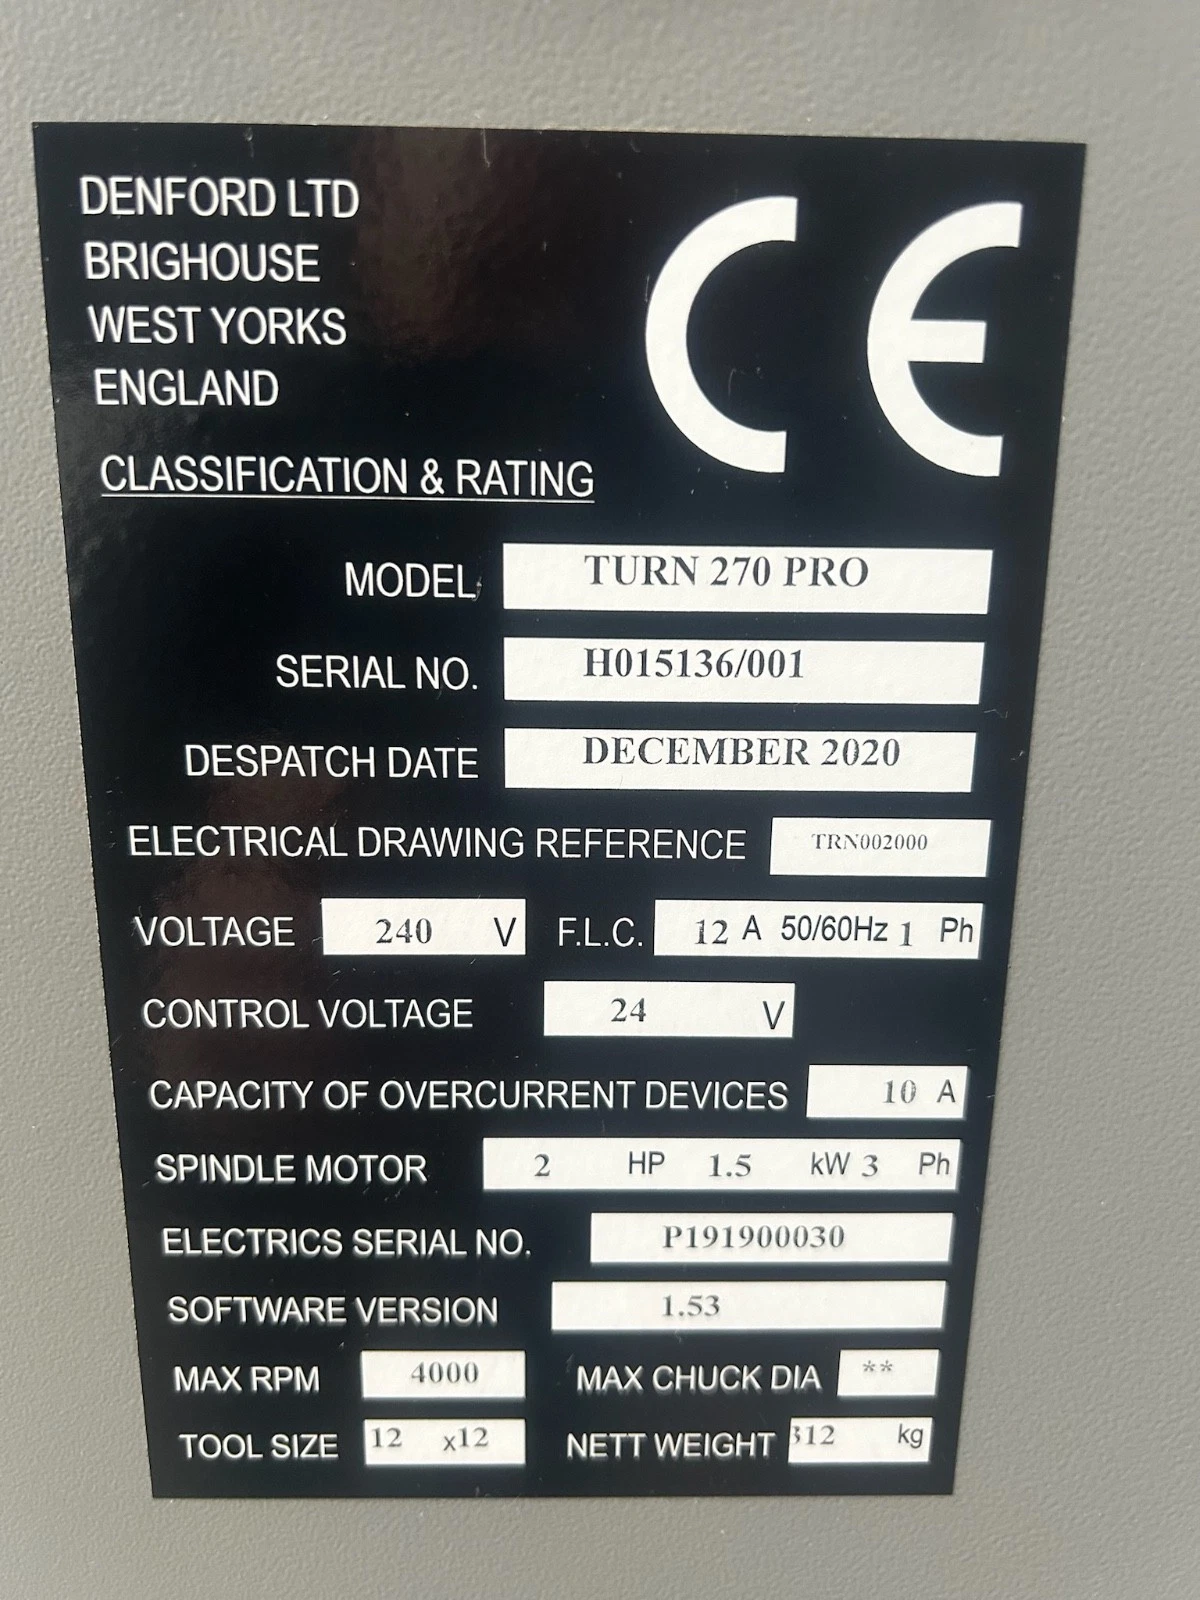 DENFORD LTD
BRIGHOUSE
WEST YORKS
ENGLAND
CE
CLASSIFICATION & RATING
MODEL TURN 270 PRO
SERIAL NO. H015136/001
DESPATCH DATE DECEMBER 2020
ELECTRICAL DRAWING REFERENCE TRN002000
VOLTAGE 240 V F.L.C. 12 A 50/60Hz 1 Ph
CONTROL VOLTAGE 24 V
CAPACITY OF OVERCURRENT DEVICES 10 A
SPINDLE MOTOR 2 HP 1.5 kW 3 Ph
ELECTRICS SERIAL NO. P191900030
SOFTWARE VERSION 1.53
MAX RPM 4000 MAX CHUCK DIA **
TOOL SIZE 12 x12 NETT WEIGHT 312 kg